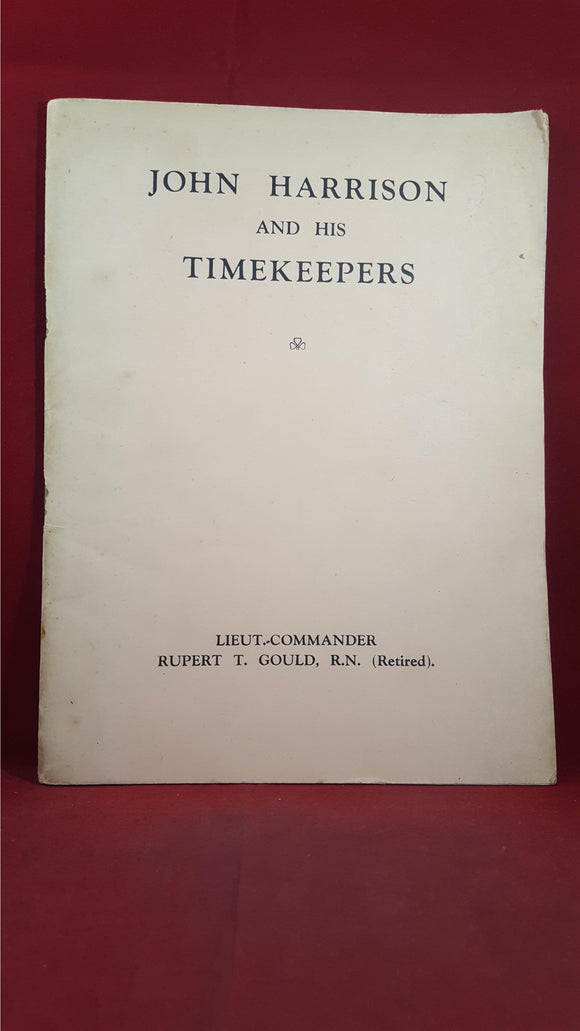 JOHN HARRISON
AND HIS
TIMEKEEPERS
LIEUT.-COMMANDER
RUPERT T. GOULD, R.N. (Retired).